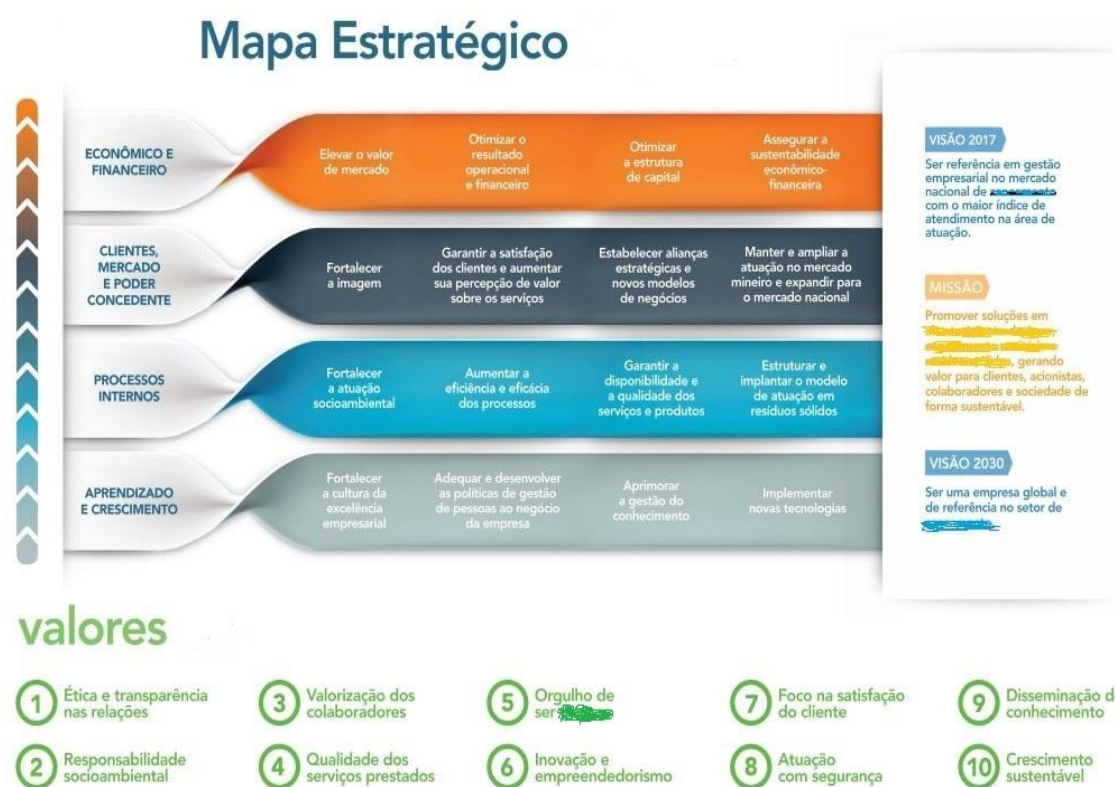 Mapa Estratégico
ECONÔMICO E
FINANCEIRO
Elevar o valor
de mercado
Otimizar o
resultado
operacional
e financeiro
Otimizar
a estrutura
de capital
Assegurar a
sustentabilidade
econômico-
financeira
CLIENTES,
MERCADO
E PODER
CONCEDENTE
Fortalecer
a imagem
Garantir a satisfação
dos clientes e aumentar
sua percepção de valor
sobre os serviços
Estabelecer alianças
estratégicas e
novos modelos
de negócios
Manter e ampliar a
atuação no mercado
mineiro e expandir para
o mercado nacional
PROCESSOS
INTERNOS
Fortalecer
a atuação
socioambiental
Aumentar a
eficiência e eficácia
dos processos
Garantir a
disponibilidade e
a qualidade dos
serviços e produtos
Estruturar e
implantar o modelo
de atuação em
resíduos sólidos
APRENDIZADO
E CRESCIMENTO
Fortalecer
a cultura da
excelência
empresarial
Adequar e desenvolver
as políticas de gestão
de pessoas ao negócio
da empresa
Aprimorar
a gestão do
conhecimento
Implementar
novas tecnologias
VISÃO 2017
Ser referência em gestão
empresarial no mercado
nacional de
com o maior índice de
atendimento na área de
atuação.
MISSÃO
Promover soluções em
, gerando
valor para clientes, acionistas,
colaboradores e sociedade de
forma sustentável.
VISÃO 2030
Ser uma empresa global e
de referência no setor de
valores
1 Ética e transparência
nas relações
2 Responsabilidade
socioambiental
3 Valorização dos
colaboradores
4 Qualidade dos
serviços prestados
5 Orgulho de
ser
6 Inovação e
empreendedorismo
7 Foco na satisfação
do cliente
8 Atuação
com segurança
9 Disseminação d
conhecimento
10 Crescimento
sustentável